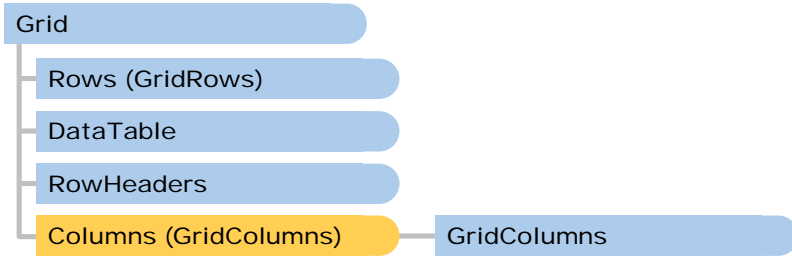 Grid
Rows (GridRows)
DataTable
RowHeaders
Columns (GridColumns)
GridColumns